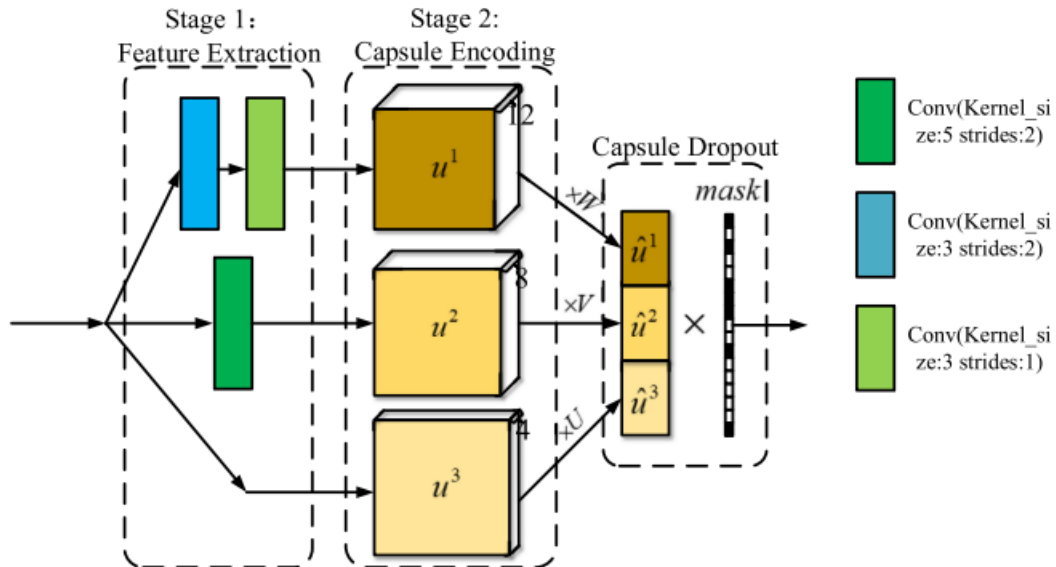 Stage 1:
Feature Extraction
Stage 2:
Capsule Encoding
12
u¹
×W
8
u²
×V
4
u³
×U
Capsule Dropout
mask
û¹
û²
×
û³
Conv(Kernel_si
ze:5 strides:2)
Conv(Kernel_si
ze:3 strides:2)
Conv(Kernel_si
ze:3 strides:1)